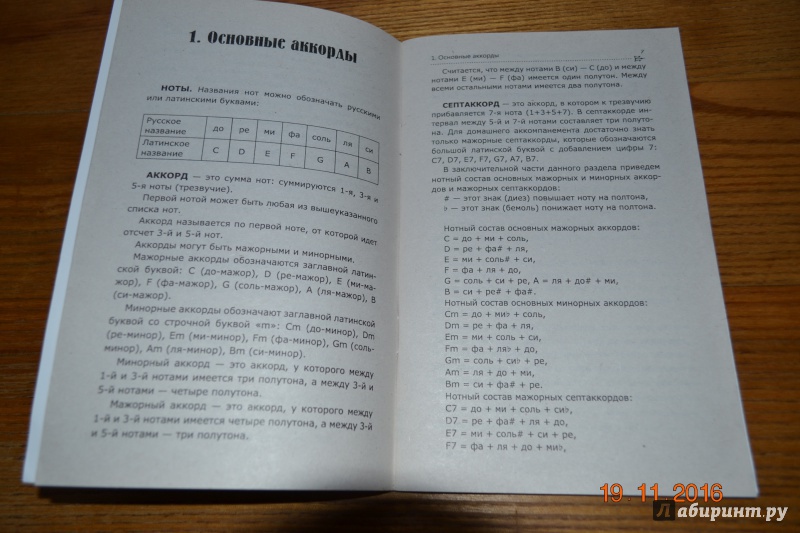 1. Основные аккорды
НОТЫ. Названия нот можно обозначать русскими
или латинскими буквами:
Русское название до ре ми фа соль ля си
Латинское название C D E F G A B
АККОРД — это сумма нот: суммируются 1-я, 3-я и
5-я ноты (трезвучие).
Первой нотой может быть любая из вышеуказанного
списка нот.
Аккорд называется по первой ноте, от которой идет
отсчет 3-й и 5-й нот.
Аккорды могут быть мажорными и минорными.
Мажорные аккорды обозначаются заглавной латин-
ской буквой: C (до-мажор), D (ре-мажор), E (ми-ма-
жор), F (фа-мажор), G (соль-мажор), A (ля-мажор), B
(си-мажор).
Минорные аккорды обозначают заглавной латинской
буквой со строчной буквой «m»: Cm (до-минор), Dm
(ре-минор), Em (ми-минор), Fm (фа-минор), Gm (соль-
минор), Am (ля-минор), Bm (си-минор).
Минорный аккорд — это аккорд, у которого между
1-й и 3-й нотами имеется три полутона, а между 3-й и
5-й нотами — четыре полутона.
Мажорный аккорд — это аккорд, у которого между
1-й и 3-й нотами имеется четыре полутона, а между 3-й
и 5-й нотами — три полутона.
1. Основные аккорды
Считается, что между нотами B (си) — C (до) и между
нотами E (ми) — F (фа) имеется один полутон. Между
всеми остальными нотами имеется два полутона.
СЕПТАККОРД — это аккорд, в котором к трезвучию
прибавляется 7-я нота (1+3+5+7). В септаккорде ин-
тервал между 5-й и 7-й нотами составляет три полуто-
на. Для домашнего аккомпанемента достаточно знать
только мажорные септаккорды, которые обозначаются
большой латинской буквой с добавлением цифры 7:
C7, D7, E7, F7, G7, A7, B7.
В заключительной части данного раздела приведем
нотный состав основных мажорных и минорных аккор-
дов и мажорных септаккордов:
# — этот знак (диез) повышает ноту на полтона,
♭ — этот знак (бемоль) понижает ноту на полтона.
Нотный состав основных мажорных аккордов:
C = до + ми + соль,
D = ре + фа# + ля,
E = ми + соль# + си,
F = фа + ля + до,
G = соль + си + ре, A = ля + до# + ми,
B = си + ре# + фа#.
Нотный состав основных минорных аккордов:
Cm = до + ми♭ + соль,
Dm = ре + фа + ля,
Em = ми + соль + си,
Fm = фа + ля♭ + до,
Gm = соль + си♭ + ре,
Am = ля + до + ми,
Bm = си + ре + фа#.
Нотный состав мажорных септаккордов:
C7 = до + ми + соль + си♭,
D7 = ре + фа# + ля + до,
E7 = ми + соль# + си + ре,
F7 = фа + ля + до + ми♭,
19.11.2016
Лабиринт.ру